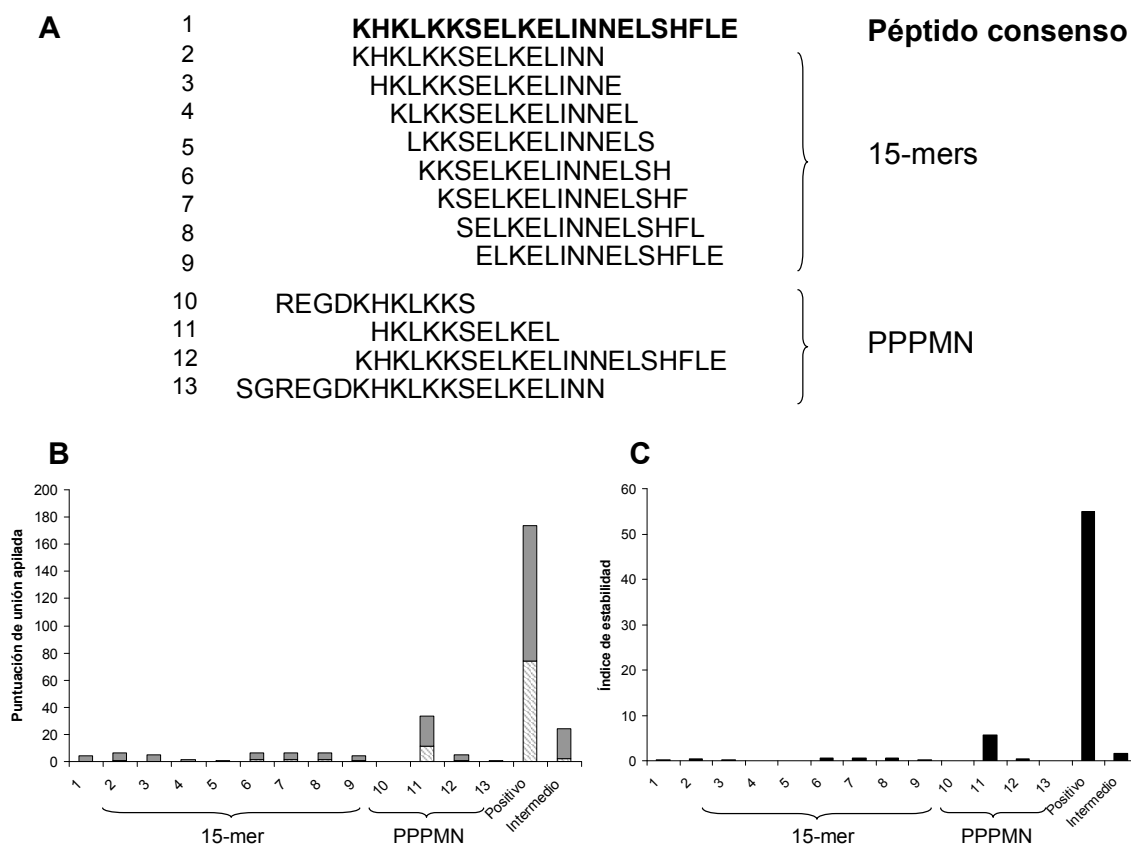 A
1 KHKLKKSELKELINNELSHFLE Péptido consenso
2 KHKLKKSELKELINN
3 HKLKKSELKELINNE
4 KLKKSELKELINNEL
5 LKKSELKELINNELS
6 KKSELKELINNELSH
7 KSELKELINNELSHF
8 SELKELINNELSHFL
9 ELKELINNELSHFLE
15-mers
10 REGDKHKLKKS
11 HKLKKSELKEL
12 KHKLKKSELKELINNELSHFLE
13 SGREGDKHKLKKSELKELINN
PPPMN
B
Puntuación de unión apilada
200
180
160
140
120
100
80
60
40
20
0
1 2 3 4 5 6 7 8 9 10 11 12 13 Positivo Intermedio
15-mer PPPMN
C
Índice de estabilidad
60
50
40
30
20
10
0
1 2 3 4 5 6 7 8 9 10 11 12 13 Positivo Intermedio
15-mer PPPMN